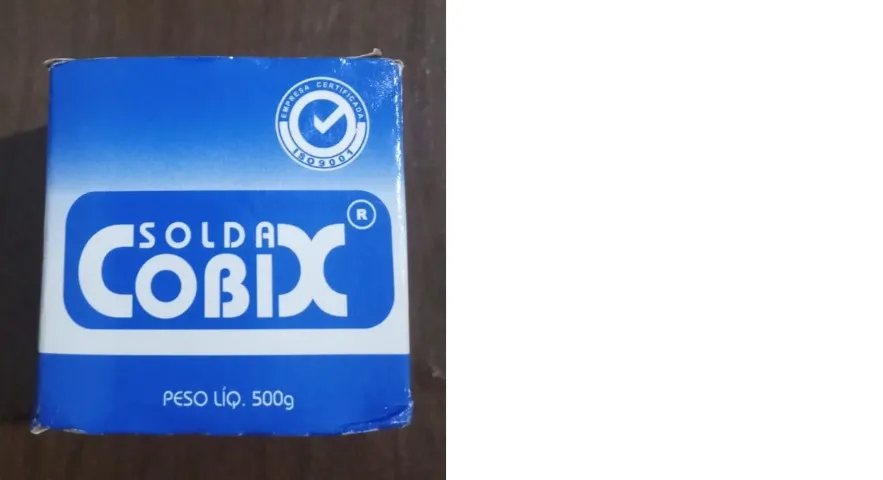 EMPRESA CERTIFICADA
ISO9001
®
SOLDA
COBIX
PESO LÍQ. 500g